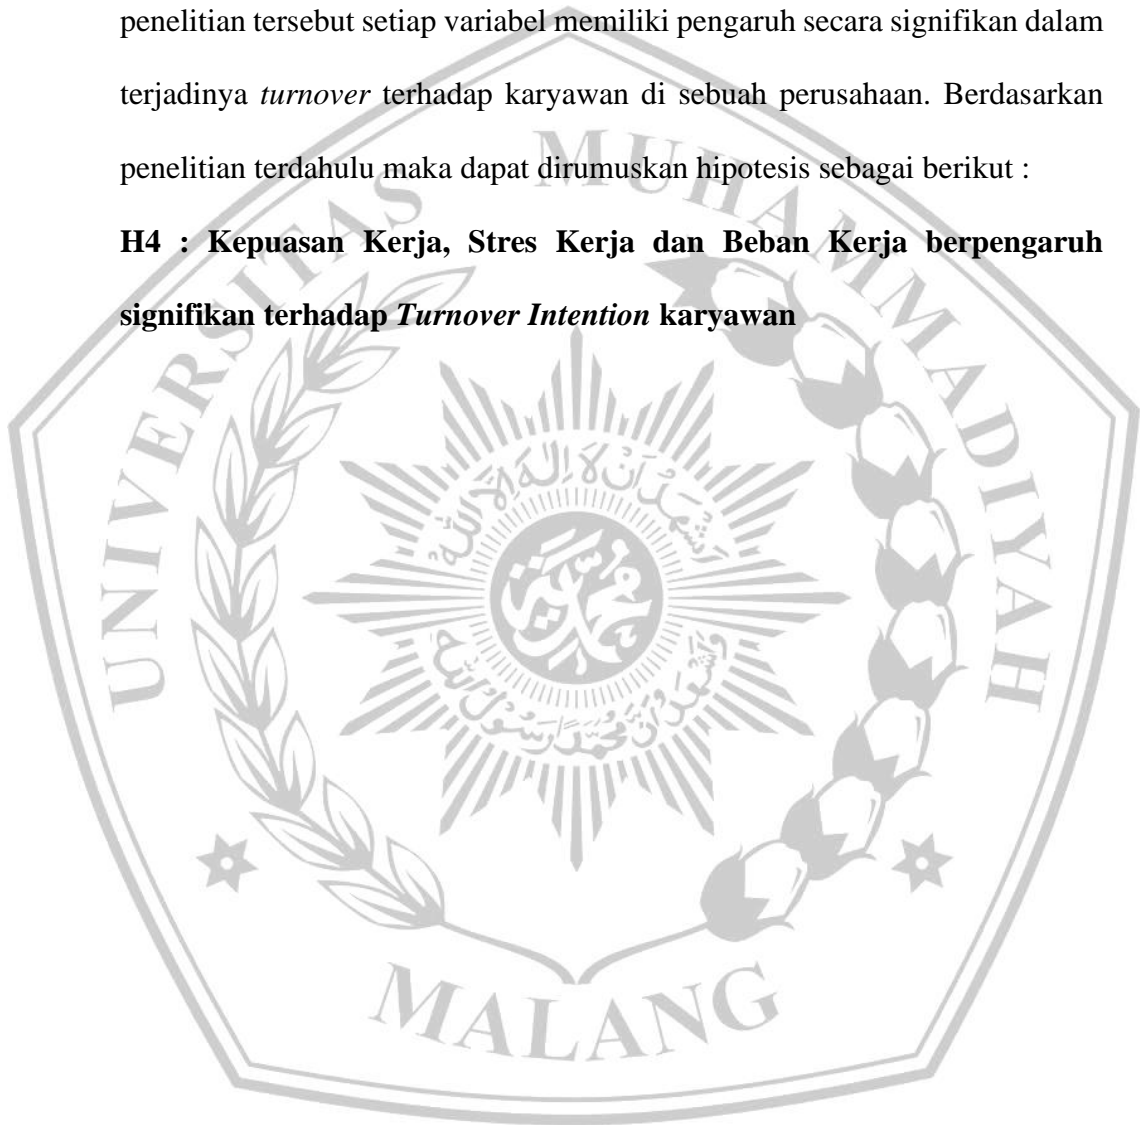 penelitian tersebut setiap variabel memiliki pengaruh secara signifikan dalam
terjadinya turnover terhadap karyawan di sebuah perusahaan. Berdasarkan
penelitian terdahulu maka dapat dirumuskan hipotesis sebagai berikut :
H4 : Kepuasan Kerja, Stres Kerja dan Beban Kerja berpengaruh
signifikan terhadap Turnover Intention karyawan
UNIVERSITAS MUHAMMADIYAH
MALANG